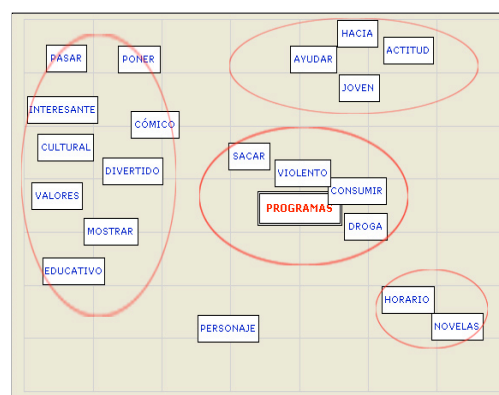 HACIA
ACTITUD
PASAR
PONER
AYUDAR
JOVEN
INTERESANTE
CÓMICO
CULTURAL
SACAR
DIVERTIDO
VIOLENTO
VALORES
CONSUMIR
PROGRAMAS
DROGA
MOSTRAR
EDUCATIVO
HORARIO
NOVELAS
PERSONAJE